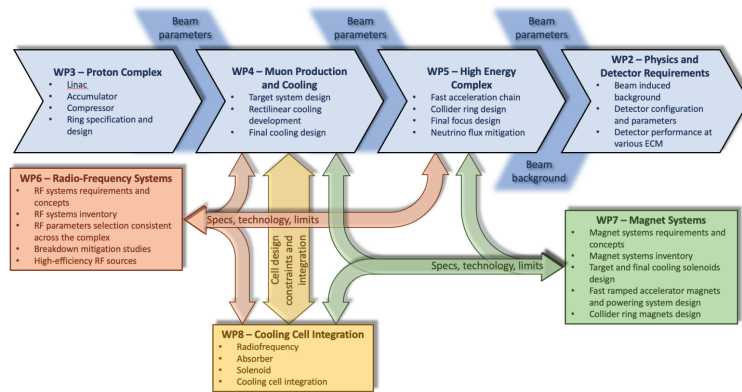 Beam
parameters
Beam
parameters
Beam
parameters
WP3 – Proton Complex
• Linac
• Accumulator
• Compressor
• Ring specification and
design
WP4 – Muon Production
and Cooling
• Target system design
• Rectilinear cooling
development
• Final cooling design
WP5 – High Energy
Complex
• Fast acceleration chain
• Collider ring design
• Final focus design
• Neutrino flux mitigation
WP2 – Physics and
Detector Requirements
• Beam induced
background
• Detector configuration
and parameters
• Detector performance at
various ECM
Beam
background
WP6 – Radio-Frequency Systems
• RF systems requirements and
concepts
• RF systems inventory
• RF parameters selection consistent
across the complex
• Breakdown mitigation studies
• High-efficiency RF sources
Specs, technology, limits
Cell design
constraints and
integration
Specs, technology, limits
WP7 – Magnet Systems
• Magnet systems requirements and
concepts
• Magnet systems inventory
• Target and final cooling solenoids
design
• Fast ramped accelerator magnets
and powering system design
• Collider ring magnets design
WP8 – Cooling Cell Integration
• Radiofrequency
• Absorber
• Solenoid
• Cooling cell integration